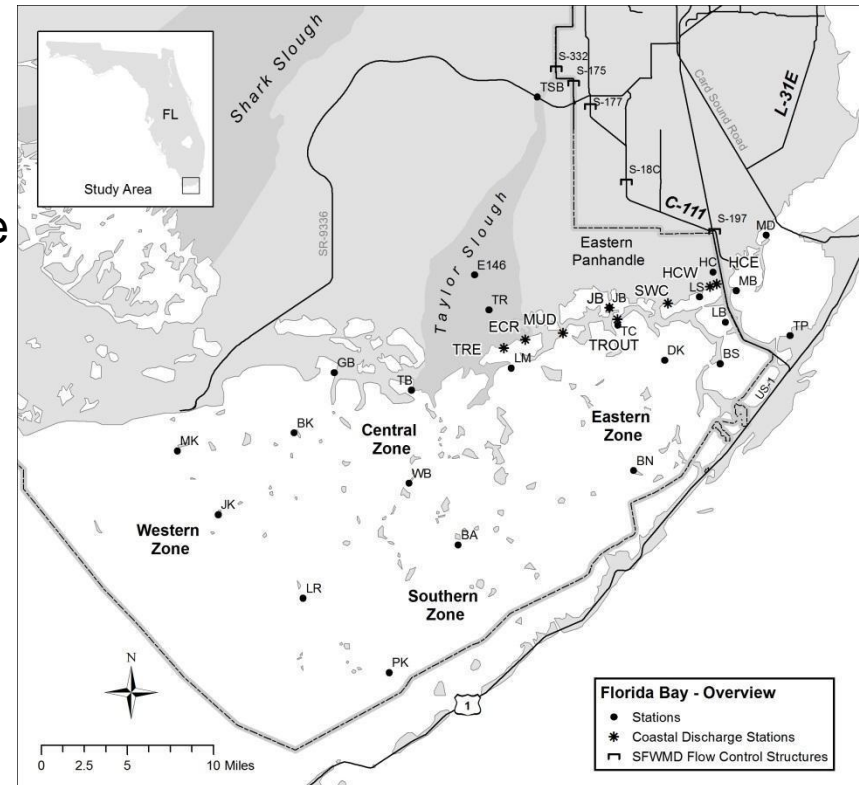 e
FL
Study Area
Shark Slough
SR-9336
TSB
S-332
S-175
S-177
S-18C
C-111
Card Sound Road
L-31E
S-197
Eastern
Panhandle
MD
HC
HCE
HCW
MB
LS
SWC
E146
Taylor Slough
TR
JB
JB
LB
MUD
ECR
TC
TROUT
TP
TRE
LM
DK
BS
GB
TB
US-1
Eastern
Zone
Central
Zone
BK
MK
BN
WB
JK
Western
Zone
BA
LR
Southern
Zone
PK
1
N
0 2.5 5 10 Miles
Florida Bay - Overview
Stations
Coastal Discharge Stations
SFWMD Flow Control Structures